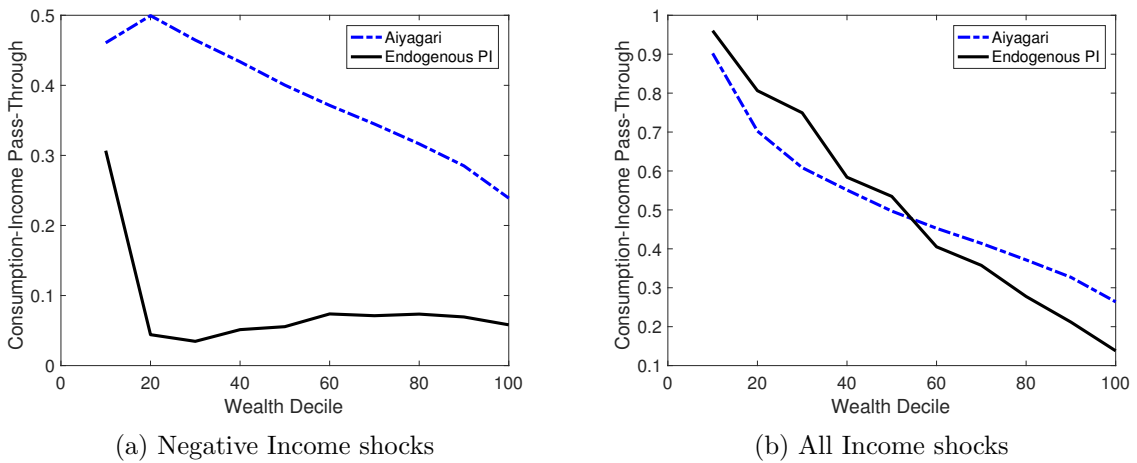 0.5
0.4
0.3
0.2
0.1
0
0 20 40 60 80 100
Consumption-Income Pass-Through
Wealth Decile
Aiyagari
Endogenous PI
(a) Negative Income shocks
1
0.9
0.8
0.7
0.6
0.5
0.4
0.3
0.2
0.1
0 20 40 60 80 100
Consumption-Income Pass-Through
Wealth Decile
Aiyagari
Endogenous PI
(b) All Income shocks